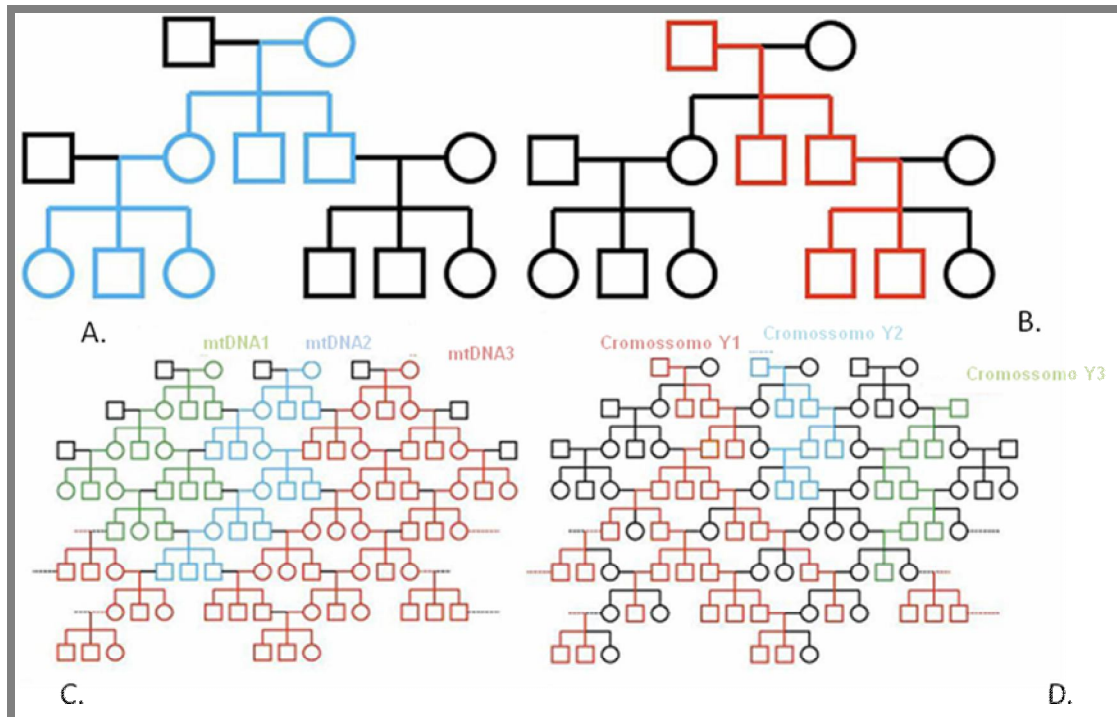 A.
B.
mtDNA1
mtDNA2
mtDNA3
Cromossomo Y1
Cromossomo Y2
Cromossomo Y3
C.
D.